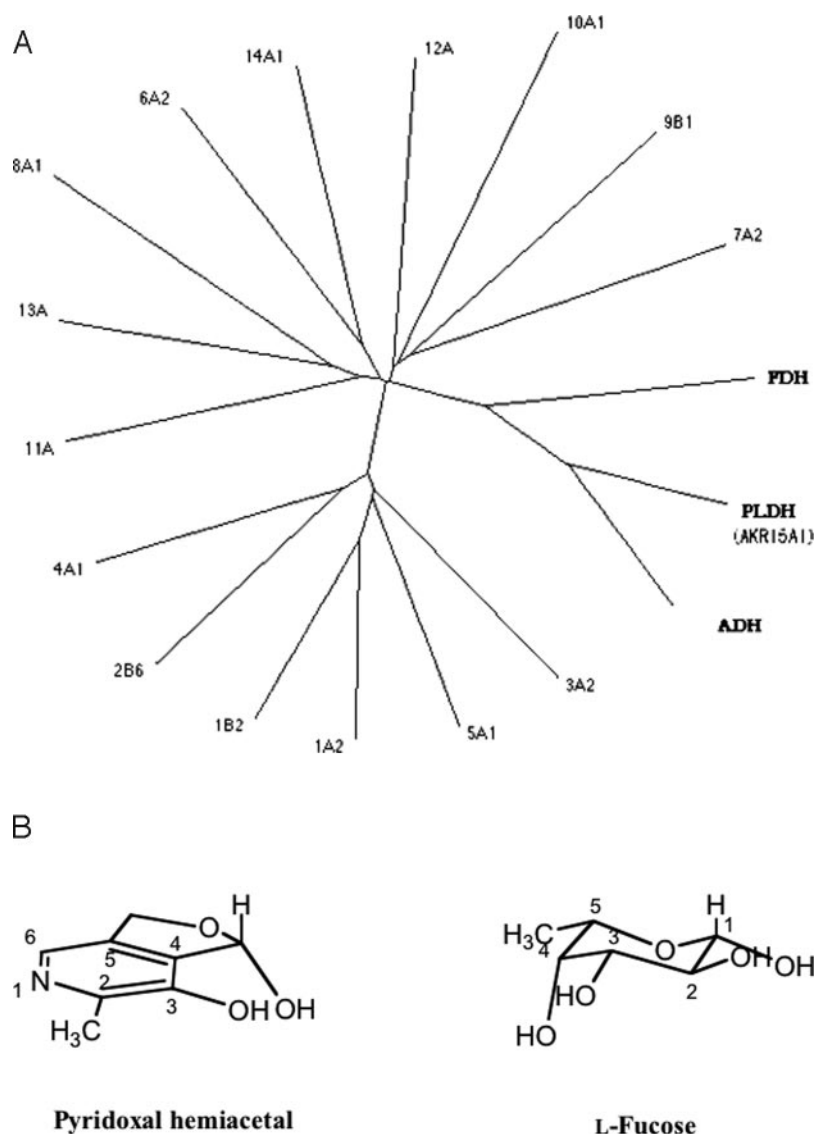 A
10A1
12A
14A1
6A2
9B1
8A1
7A2
13A
FDH
11A
PLDH
(AKR15A1)
4A1
ADH
2B6
3A2
1B2
5A1
1A2
B
H
O
6
5
4
N
1
2
3
H₃C
OH
OH
H
5
1
H₃C
4
3
O
OH
OH
HO
2
HO
Pyridoxal hemiacetal
L-Fucose